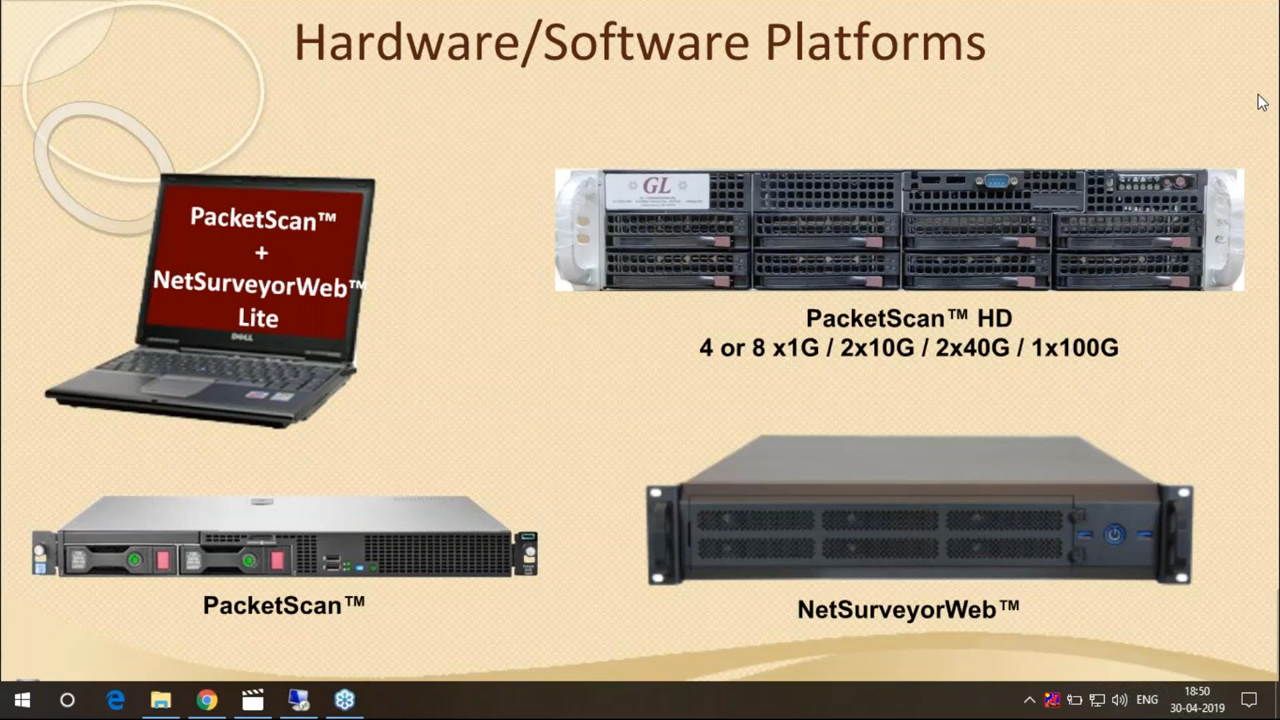 Hardware/Software Platforms
PacketScan™
+
NetSurveyorWeb™
Lite
DELL
GL
PacketScan™ HD
4 or 8 x1G / 2x10G / 2x40G / 1x100G
PacketScan™
NetSurveyorWeb™
ENG
18:50
30-04-2019